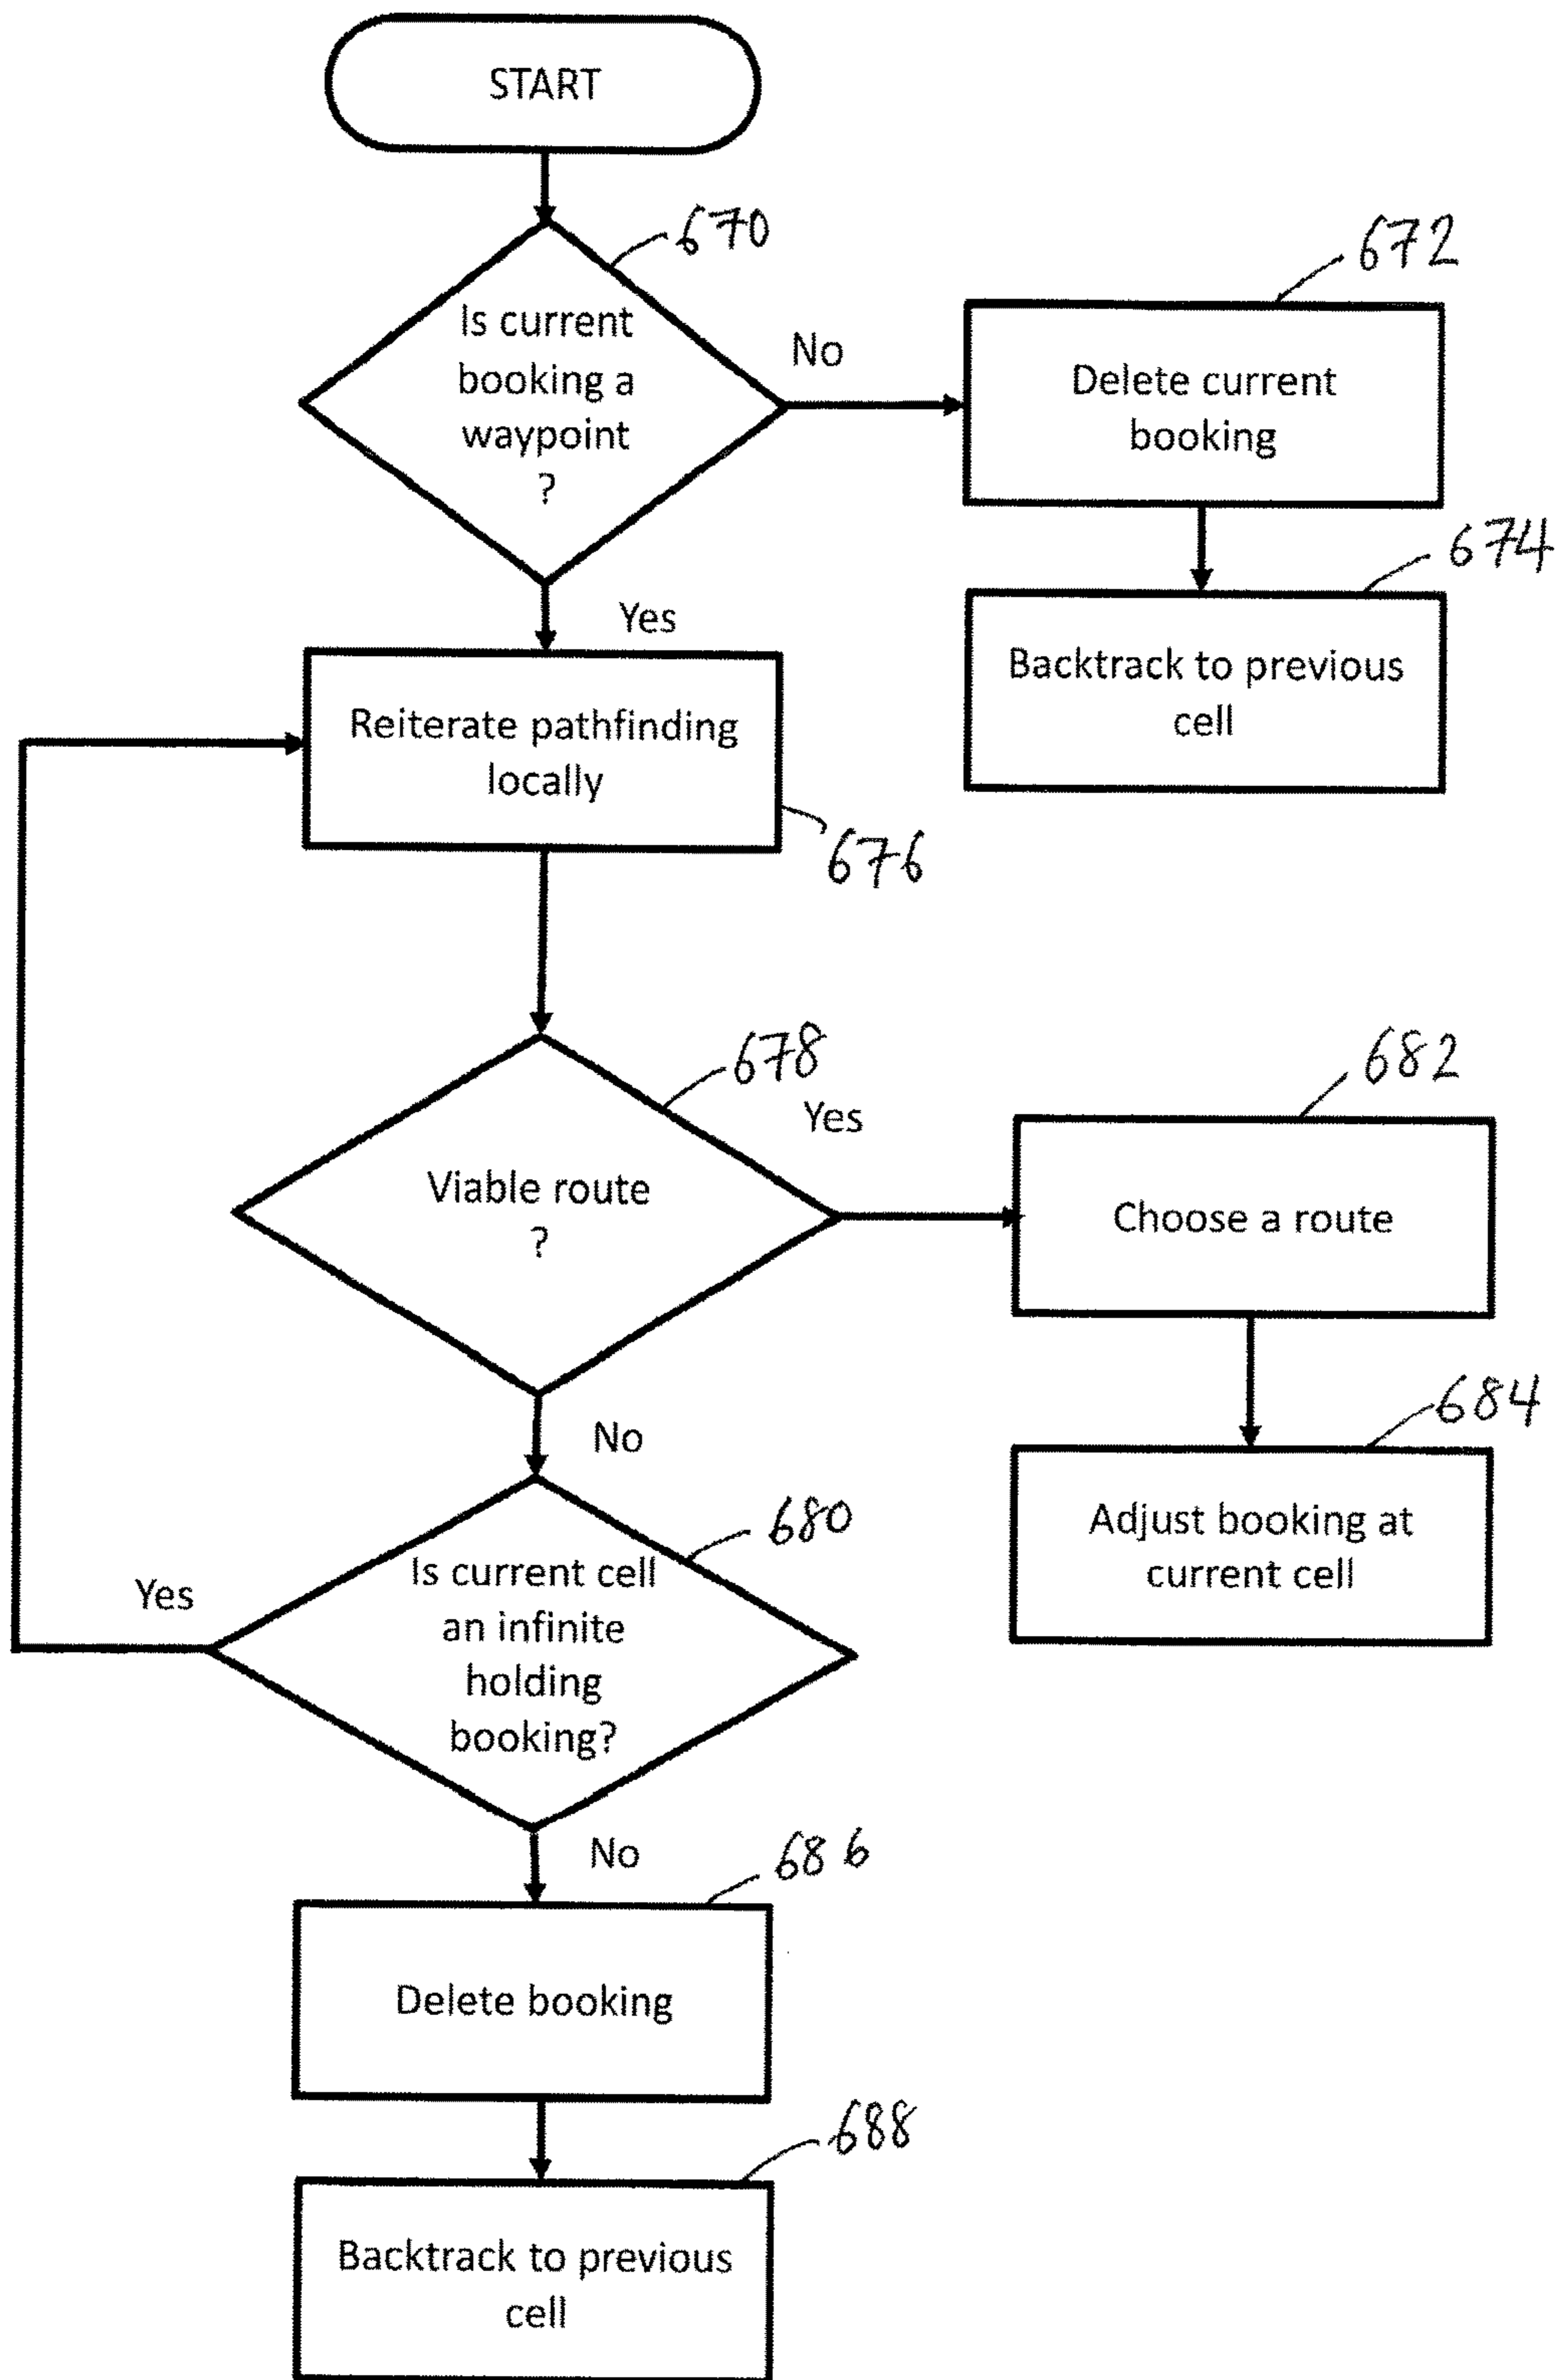 START
670
Is current
booking a
waypoint
?
No
672
Delete current
booking
674
Backtrack to previous
cell
Yes
Reiterate pathfinding
locally
676
678
Viable route
?
Yes
682
Choose a route
684
Adjust booking at
current cell
No
680
Is current cell
an infinite
holding
booking?
Yes
No
686
Delete booking
688
Backtrack to previous
cell